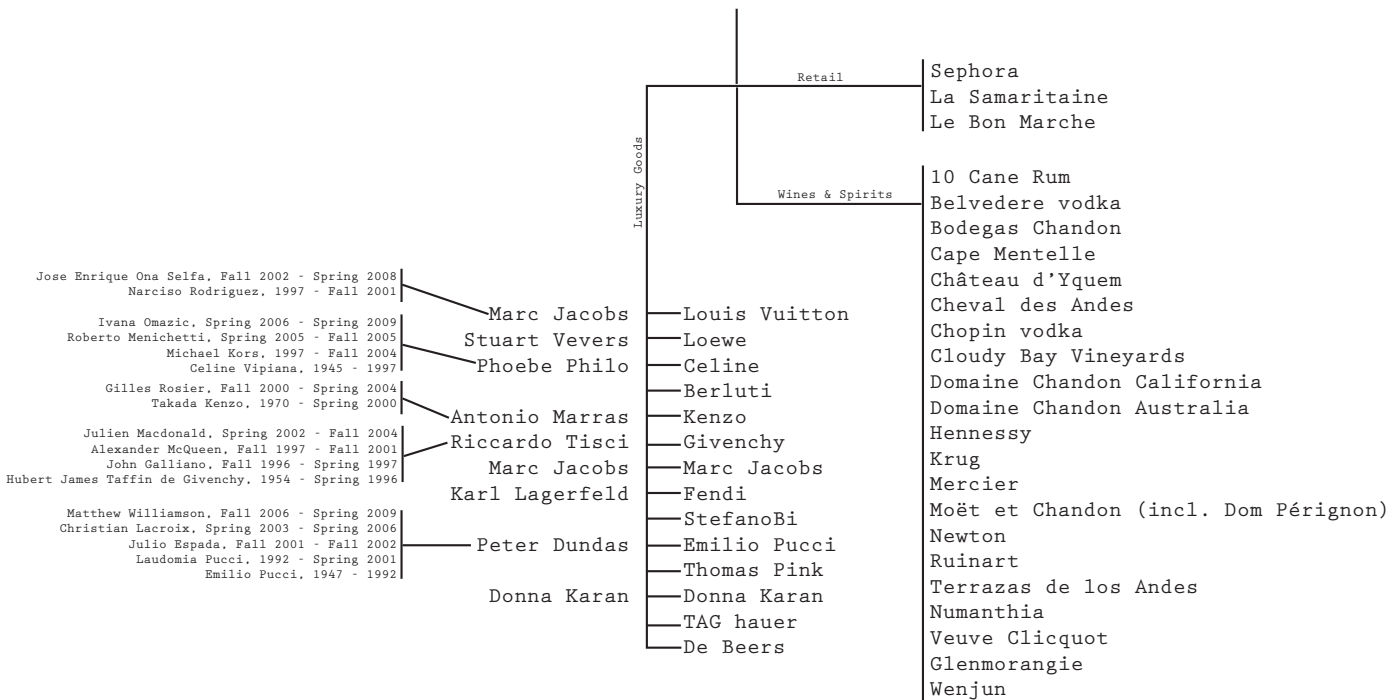 Retail
Sephora
La Samaritaine
Le Bon Marche
Luxury Goods
Wines & Spirits
10 Cane Rum
Belvedere vodka
Bodegas Chandon
Cape Mentelle
Château d'Yquem
Cheval des Andes
Chopin vodka
Cloudy Bay Vineyards
Domaine Chandon California
Domaine Chandon Australia
Hennessy
Krug
Mercier
Moët et Chandon (incl. Dom Pérignon)
Newton
Ruinart
Terrazas de los Andes
Numanthia
Veuve Clicquot
Glenmorangie
Wenjun
Jose Enrique Ona Selfa, Fall 2002 - Spring 2008
Narciso Rodriguez, 1997 - Fall 2001
Ivana Omazic, Spring 2006 - Spring 2009
Roberto Menichetti, Spring 2005 - Fall 2005
Michael Kors, 1997 - Fall 2004
Celine Vipiana, 1945 - 1997
Gilles Rosier, Fall 2000 - Spring 2004
Takada Kenzo, 1970 - Spring 2000
Julien Macdonald, Spring 2002 - Fall 2004
Alexander McQueen, Fall 1997 - Fall 2001
John Galliano, Fall 1996 - Spring 1997
Hubert James Taffin de Givenchy, 1954 - Spring 1996
Matthew Williamson, Fall 2006 - Spring 2009
Christian Lacroix, Spring 2003 - Spring 2006
Julio Espada, Fall 2001 - Fall 2002
Laudomia Pucci, 1992 - Spring 2001
Emilio Pucci, 1947 - 1992
Marc Jacobs
Stuart Vevers
Phoebe Philo
Antonio Marras
Riccardo Tisci
Marc Jacobs
Karl Lagerfeld
Peter Dundas
Donna Karan
Louis Vuitton
Loewe
Celine
Berluti
Kenzo
Givenchy
Marc Jacobs
Fendi
StefanoBi
Emilio Pucci
Thomas Pink
Donna Karan
TAG hauer
De Beers